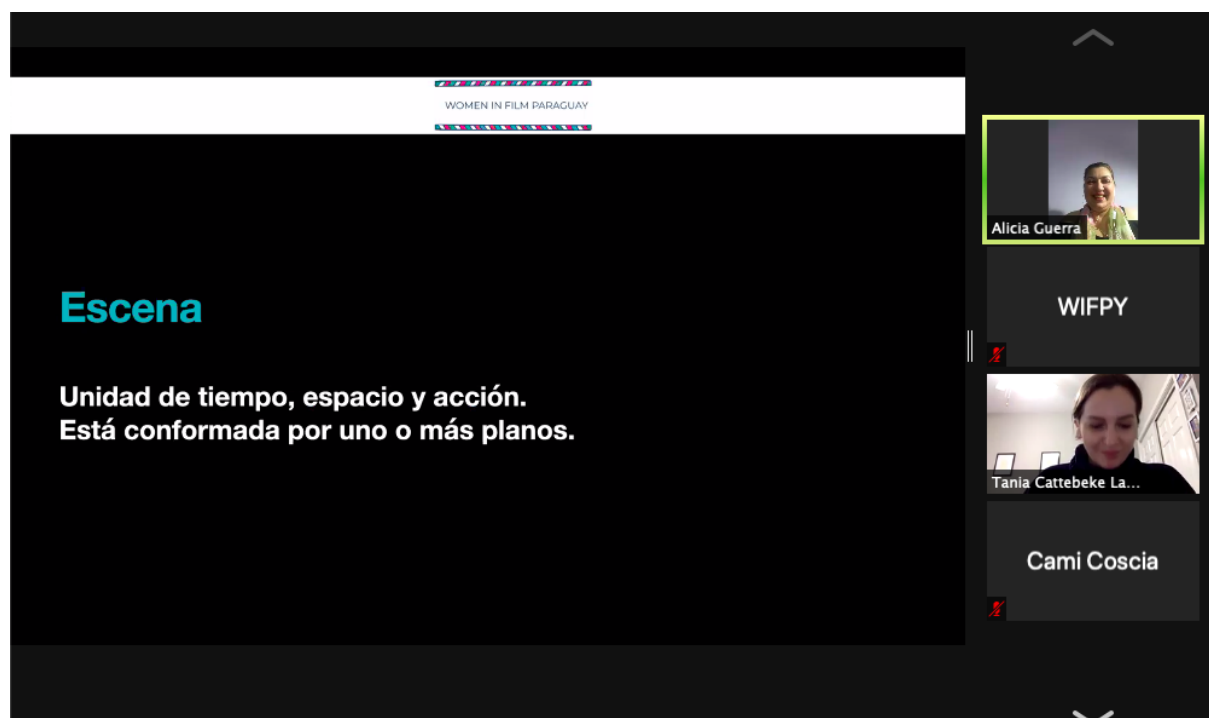 WOMEN IN FILM PARAGUAY
Escena
Unidad de tiempo, espacio y acción.
Está conformada por uno o más planos.
Alicia Guerra
WIFPY
Tania Cattebeke La...
Cami Coscia